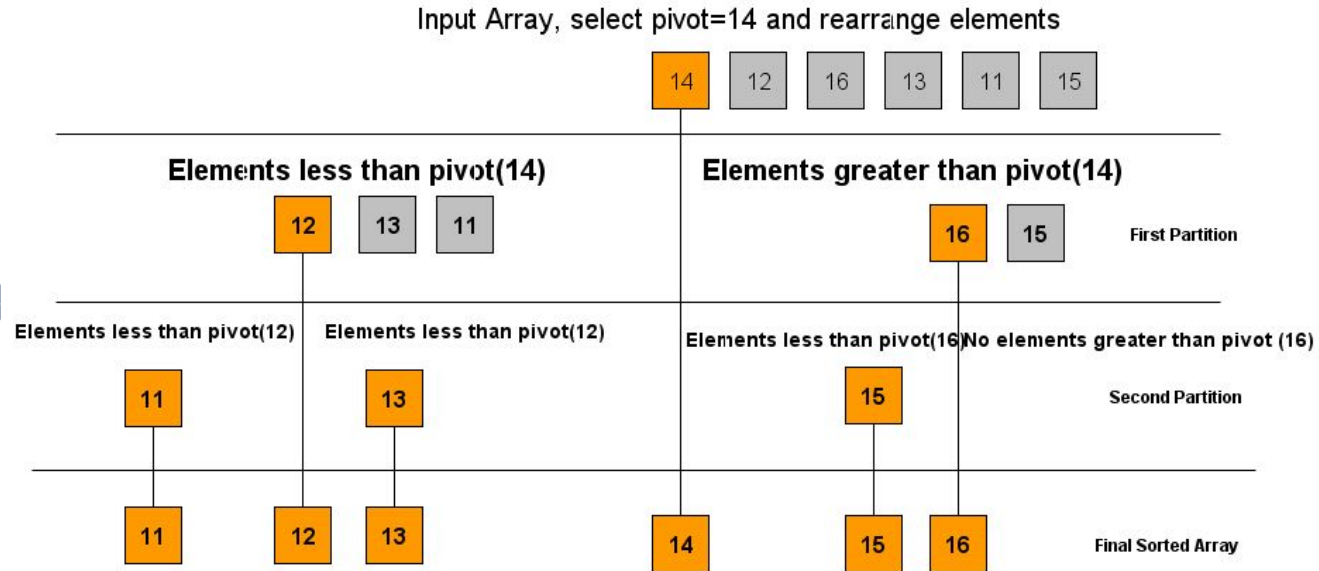 Input Array, select pivot=14 and rearrange elements
14 12 16 13 11 15
Elements less than pivot(14) Elements greater than pivot(14)
12 13 11 16 15 First Partition
Elements less than pivot(12) Elements less than pivot(12) Elements less than pivot(16) No elements greater than pivot (16)
11 13 15 Second Partition
11 12 13 14 15 16 Final Sorted Array